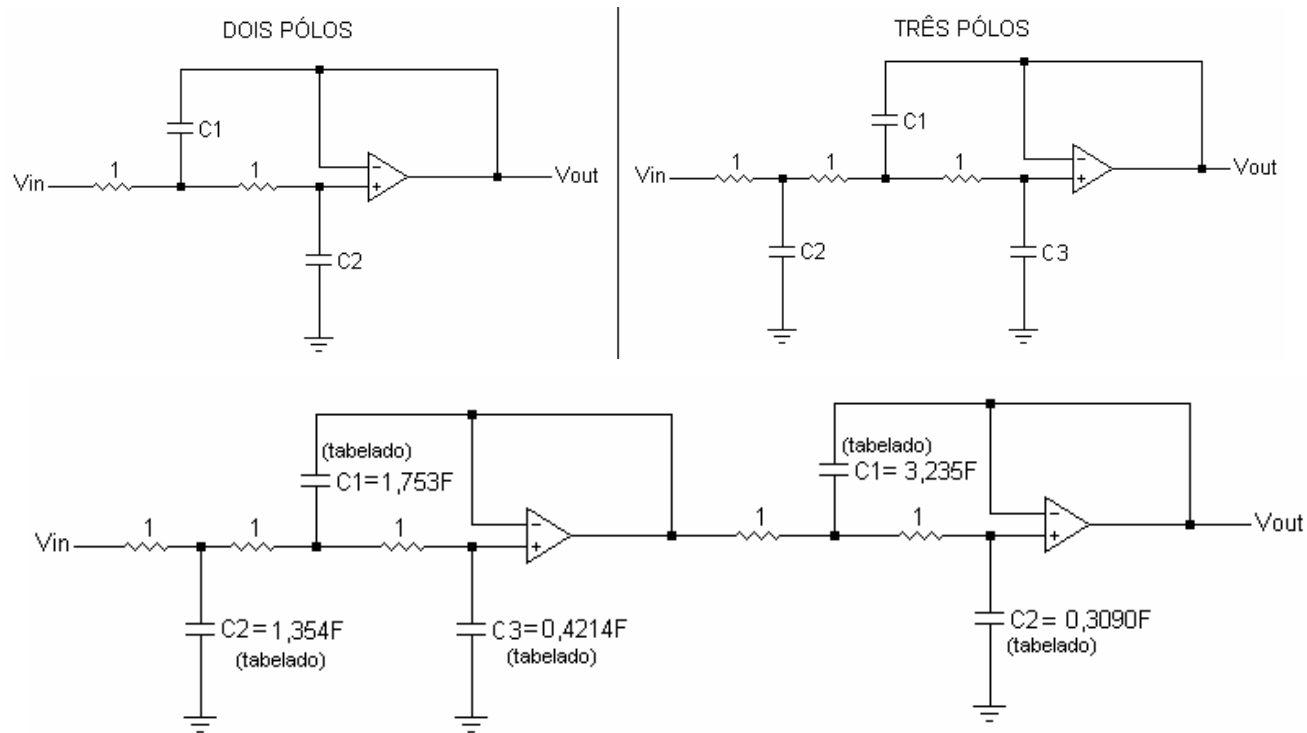 DOIS PÓLOS
C1
1
1
Vin
Vout
C2
TRÊS PÓLOS
C1
1
1
1
Vin
Vout
C2
C3
(tabelado)
C1=1,753F
1
1
1
Vin
C2=1,354F
(tabelado)
C3=0,4214F
(tabelado)
(tabelado)
C1= 3,235F
1
1
Vout
C2= 0,3090F
(tabelado)